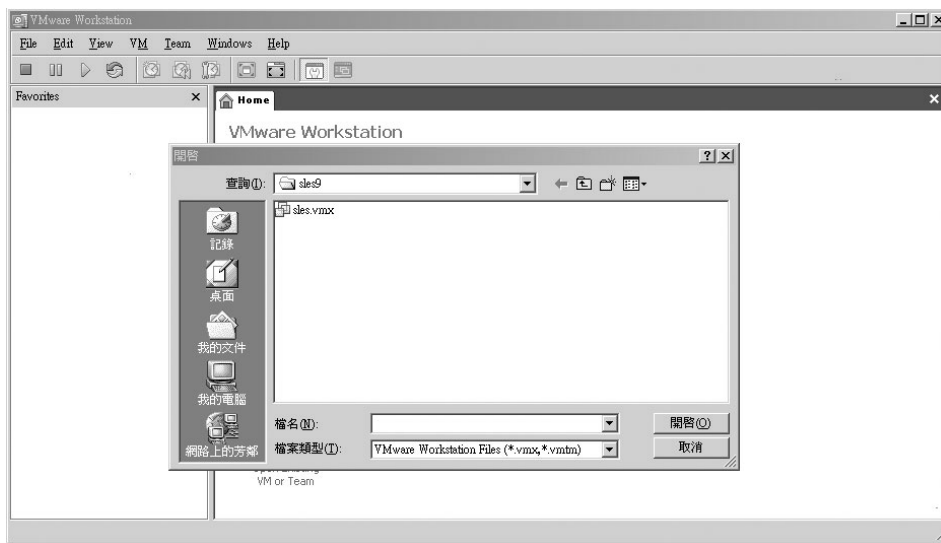 VMware Workstation
File Edit View VM Team Windows Help
Favorites
Home
VMware Workstation
開啓
查詢(I): sles9
sles.vmx
記錄
桌面
我的文件
我的電腦
網路上的芳鄰
檔名(N):
開啓(O)
檔案類型(T): VMware Workstation Files (*.vmx,*.vmtm)
取消
VM or Team